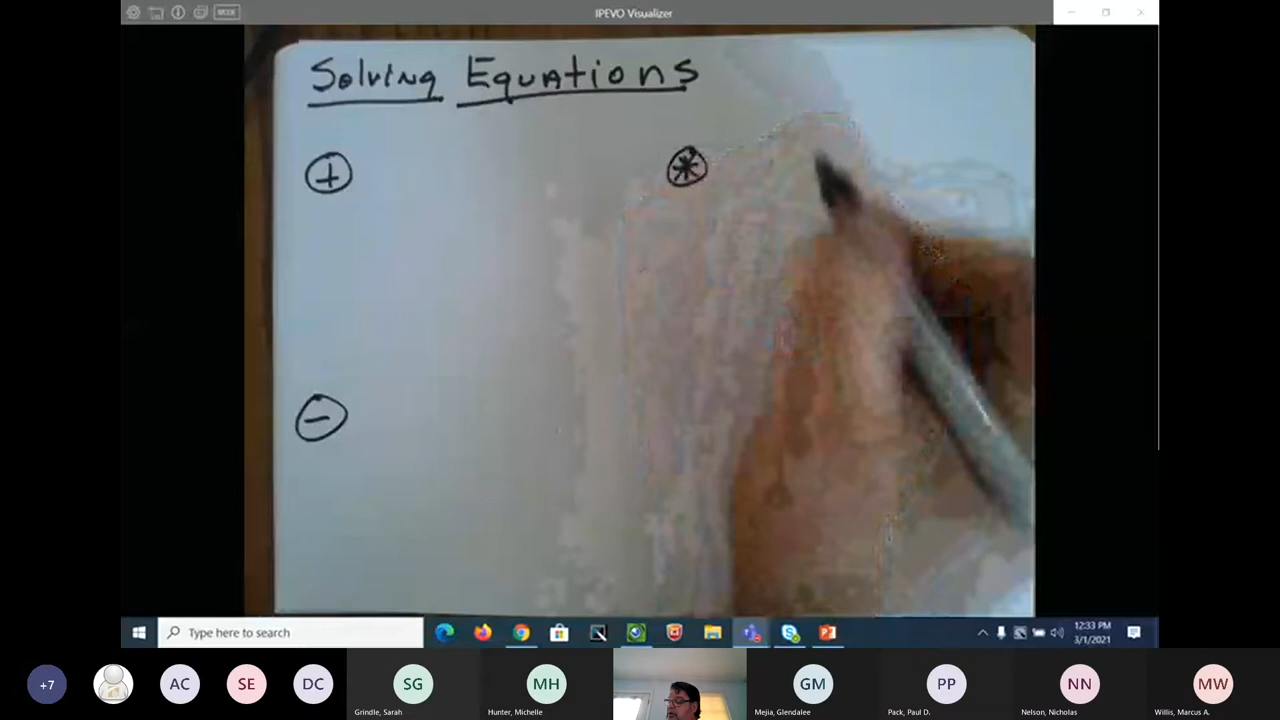 IPEVO Visualizer
Solving Equations
+
*
−
Type here to search
12:33 PM
3/1/2021
+7
AC
SE
DC
SG
Grindle, Sarah
MH
Hunter, Michelle
GM
Mejia, Glendalee
PP
Pack, Paul D.
NN
Nelson, Nicholas
MW
Willis, Marcus A.